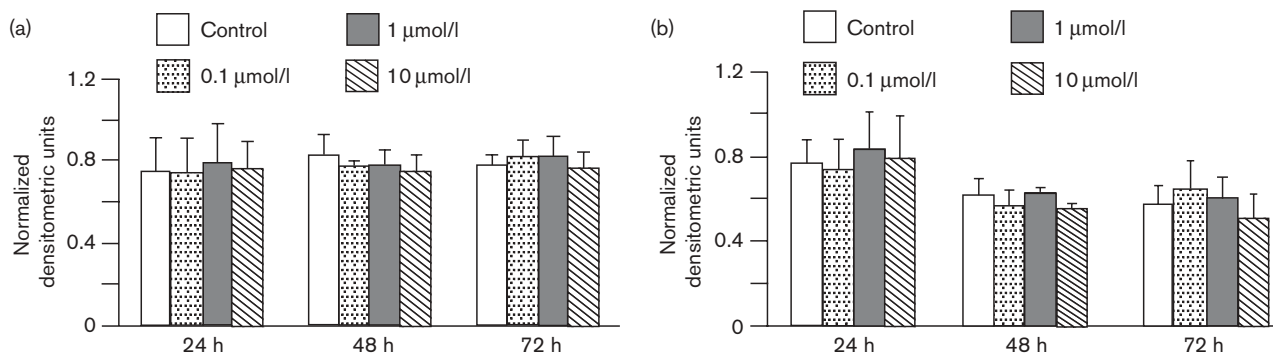 (a)
Control
1 μmol/l
0.1 μmol/l
10 μmol/l
Normalized
densitometric units
1.2
0.8
0.4
0
24 h
48 h
72 h
(b)
Control
1 μmol/l
0.1 μmol/l
10 μmol/l
Normalized
densitometric units
1.2
0.8
0.4
0
24 h
48 h
72 h